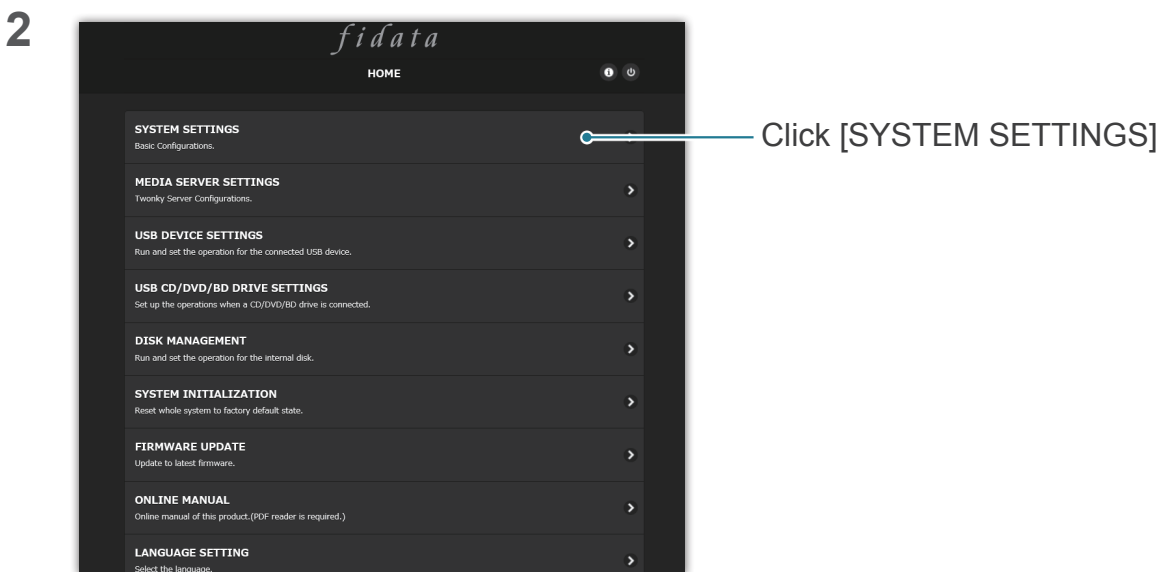 2
fidata
HOME
SYSTEM SETTINGS
Basic Configurations.
Click [SYSTEM SETTINGS]
MEDIA SERVER SETTINGS
Twonky Server Configurations.
USB DEVICE SETTINGS
Run and set the operation for the connected USB device.
USB CD/DVD/BD DRIVE SETTINGS
Set up the operations when a CD/DVD/BD drive is connected.
DISK MANAGEMENT
Run and set the operation for the internal disk.
SYSTEM INITIALIZATION
Reset whole system to factory default state.
FIRMWARE UPDATE
Update to latest firmware.
ONLINE MANUAL
Online manual of this product.(PDF reader is required.)
LANGUAGE SETTING
Select the language.